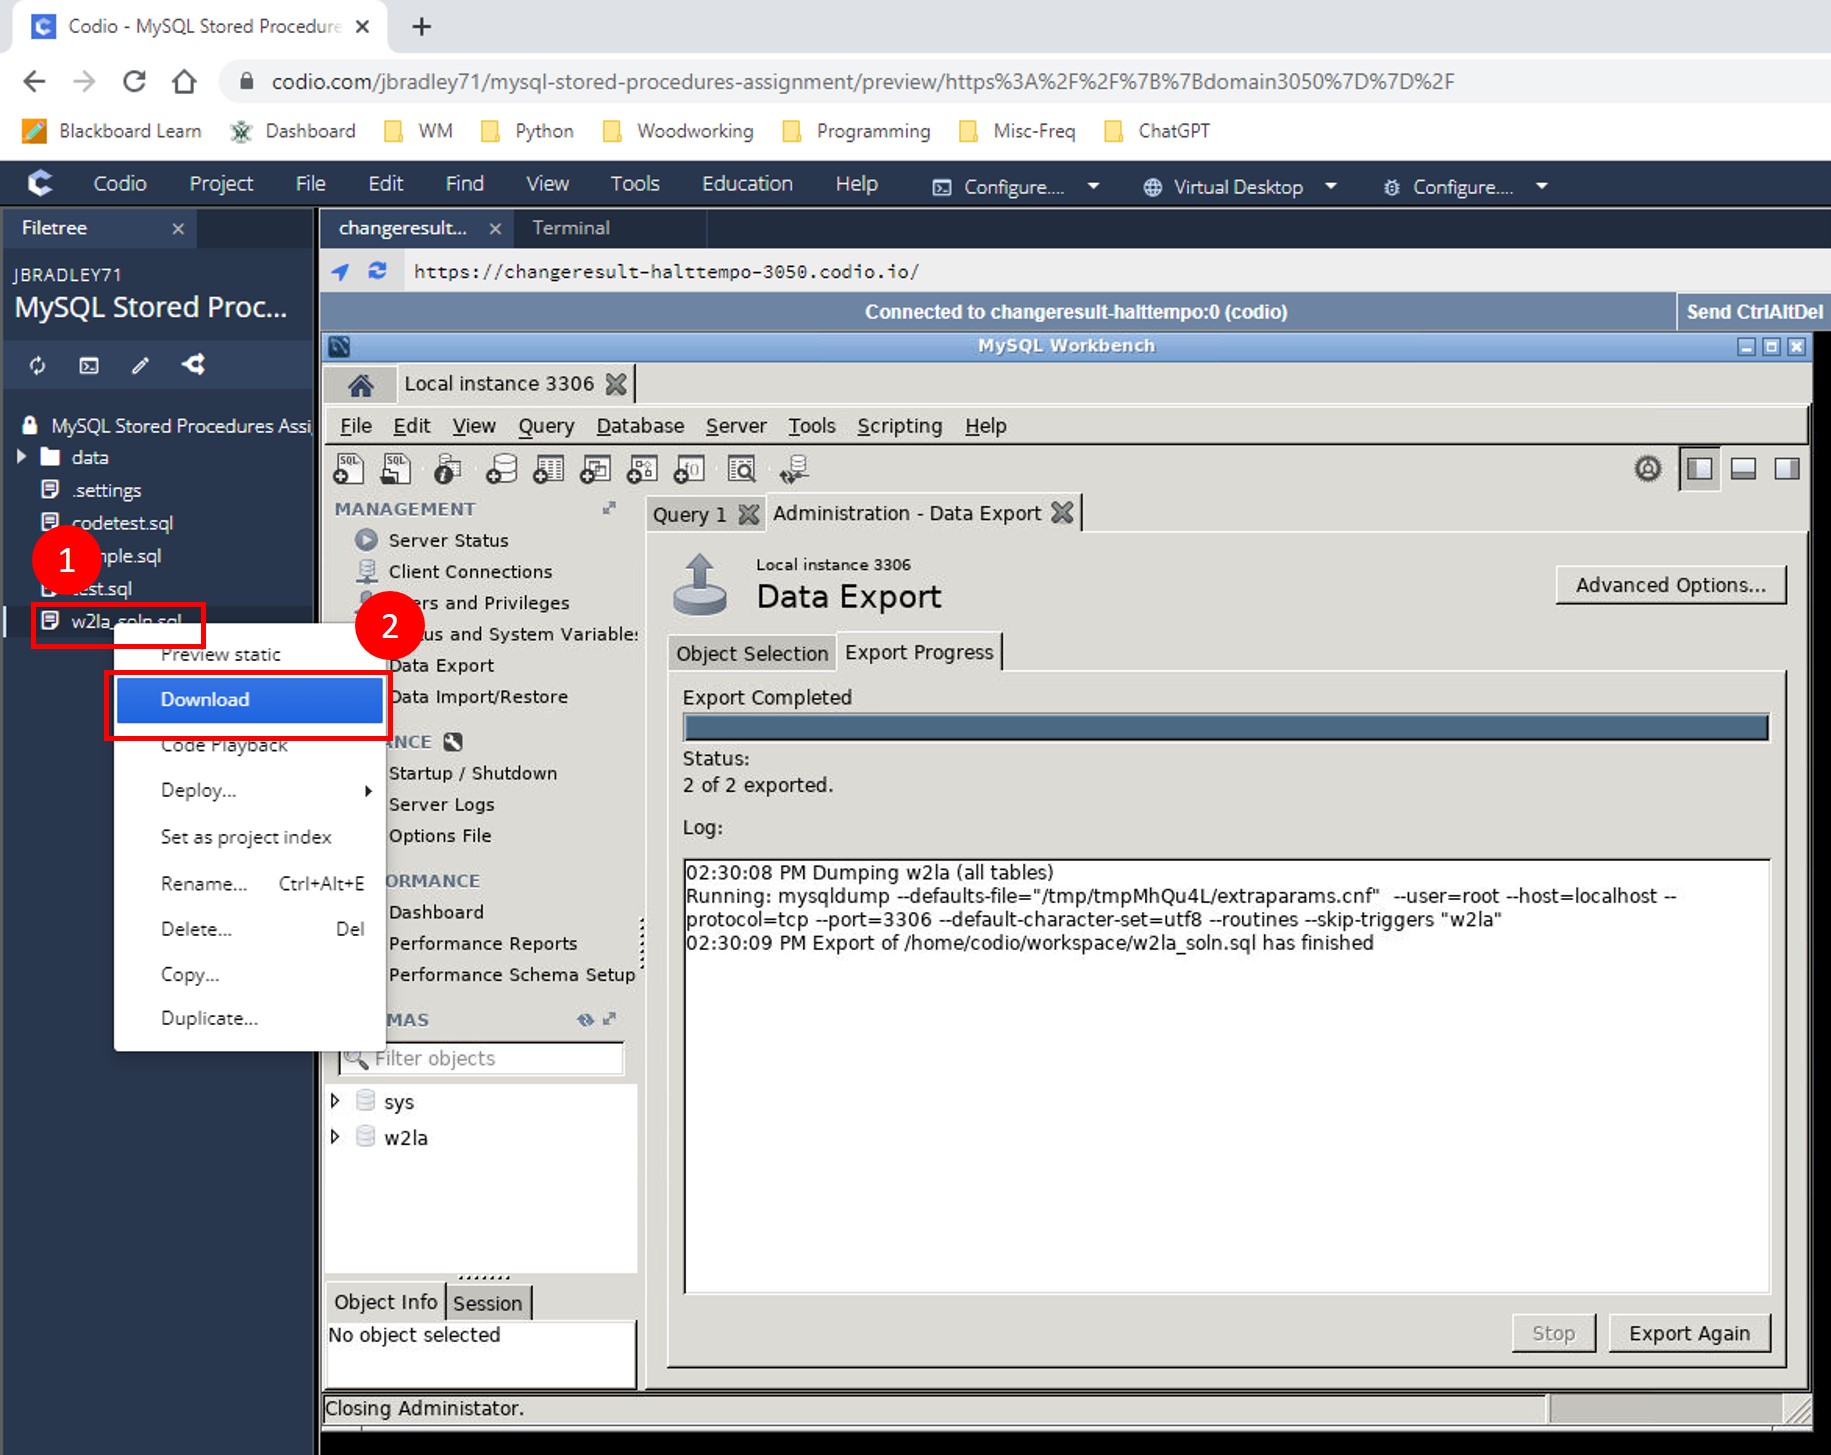 Codio - MySQL Stored Procedure
codio.com/jbradley71/mysql-stored-procedures-assignment/preview/https%3A%2F%2F%7B%7Bdomain3050%7D%7D%2F
Blackboard Learn Dashboard WM Python Woodworking Programming Misc-Freq ChatGPT
Codio Project File Edit Find View Tools Education Help Configure.... Virtual Desktop Configure....
Filetree
changeresult... Terminal
JBRADLEY71
MySQL Stored Proc...
https://changeresult-halttempo-3050.codio.io/
Connected to changeresult-halttempo:0 (codio) Send CtrlAltDel
MySQL Workbench
Local instance 3306
File Edit View Query Database Server Tools Scripting Help
MySQL Stored Procedures Assi
data
.settings
codetest.sql
mple.sql
test.sql
w2la_soln.sql
1
2
Preview static
Download
Code Playback
Deploy...
Set as project index
Rename... Ctrl+Alt+E
Delete... Del
Copy...
Duplicate...
MANAGEMENT
Server Status
Client Connections
ers and Privileges
us and System Variables
Data Export
Data Import/Restore
ANCE
Startup / Shutdown
Server Logs
Options File
ORMANCE
Dashboard
Performance Reports
Performance Schema Setup
MAS
Filter objects
sys
w2la
Object Info Session
No object selected
Query 1 Administration - Data Export
Local instance 3306
Data Export
Advanced Options...
Object Selection Export Progress
Export Completed
Status:
2 of 2 exported.
Log:
02:30:08 PM Dumping w2la (all tables)
Running: mysqldump --defaults-file="/tmp/tmpMhQu4L/extraparams.cnf" --user=root --host=localhost --
protocol=tcp --port=3306 --default-character-set=utf8 --routines --skip-triggers "w2la"
02:30:09 PM Export of /home/codio/workspace/w2la_soln.sql has finished
Stop Export Again
Closing Administator.